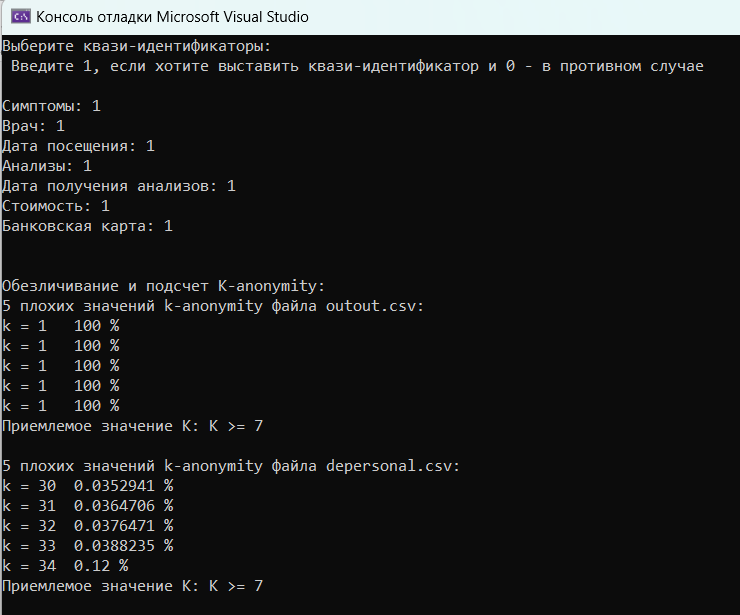 C:\ Консоль отладки Microsoft Visual Studio
Выберите квази-идентификаторы:
Введите 1, если хотите выставить квази-идентификатор и 0 - в противном случае
Симптомы: 1
Врач: 1
Дата посещения: 1
Анализы: 1
Дата получения анализов: 1
Стоимость: 1
Банковская карта: 1
Обезличивание и подсчет K-anonymity:
5 плохих значений k-anonymity файла outout.csv:
k = 1   100 %
k = 1   100 %
k = 1   100 %
k = 1   100 %
k = 1   100 %
Приемлемое значение K: K >= 7
5 плохих значений k-anonymity файла depersonal.csv:
k = 30  0.0352941 %
k = 31  0.0364706 %
k = 32  0.0376471 %
k = 33  0.0388235 %
k = 34  0.12 %
Приемлемое значение K: K >= 7